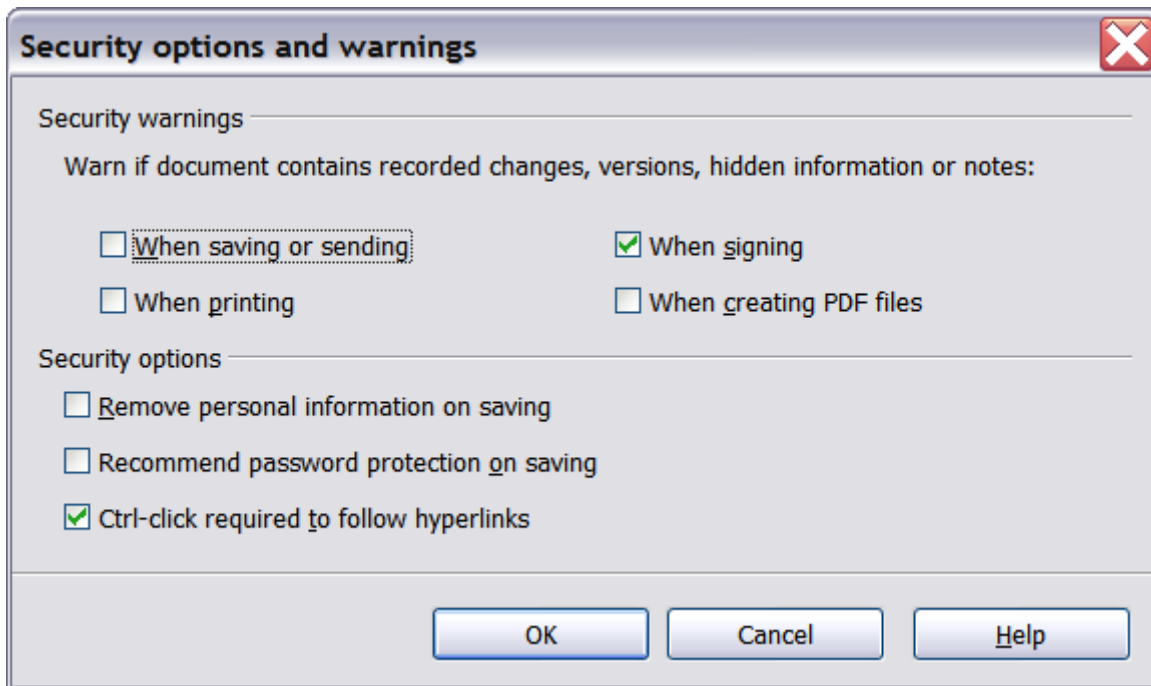 Security options and warnings
Security warnings
Warn if document contains recorded changes, versions, hidden information or notes:
When saving or sending
When signing
When printing
When creating PDF files
Security options
Remove personal information on saving
Recommend password protection on saving
Ctrl-click required to follow hyperlinks
OK
Cancel
Help